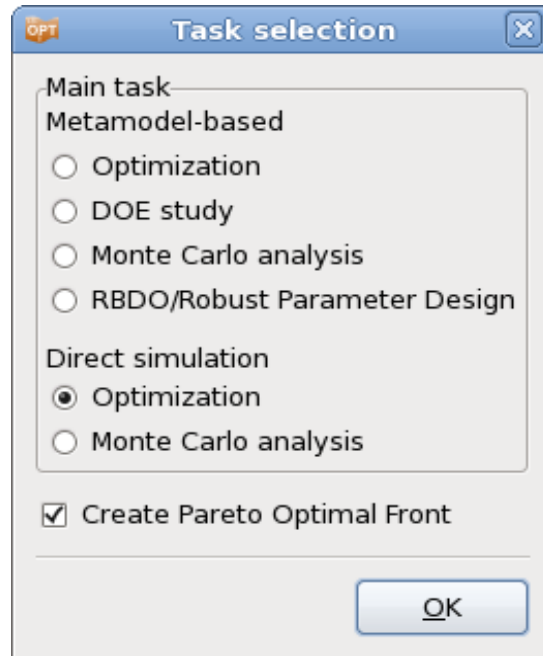 OPT
Task selection
Main task
Metamodel-based
Optimization
DOE study
Monte Carlo analysis
RBDO/Robust Parameter Design
Direct simulation
Optimization
Monte Carlo analysis
Create Pareto Optimal Front
OK